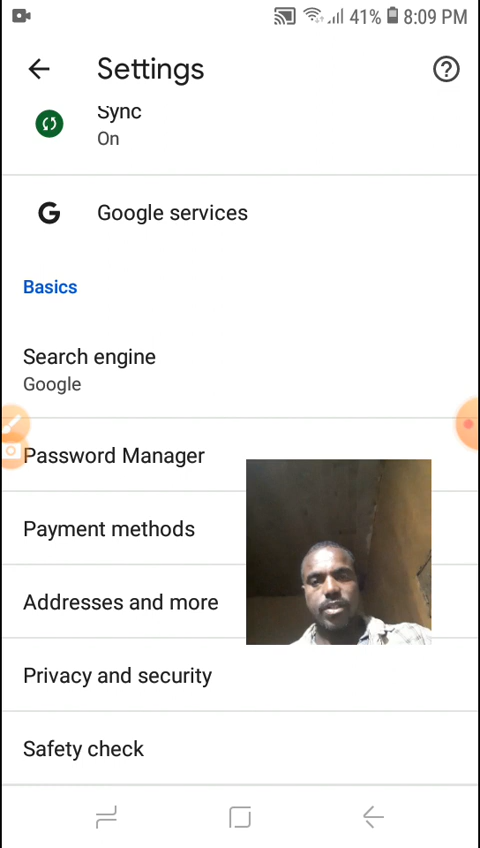 41% 8:09 PM
Settings
Sync
On
Google services
Basics
Search engine
Google
Password Manager
Payment methods
Addresses and more
Privacy and security
Safety check